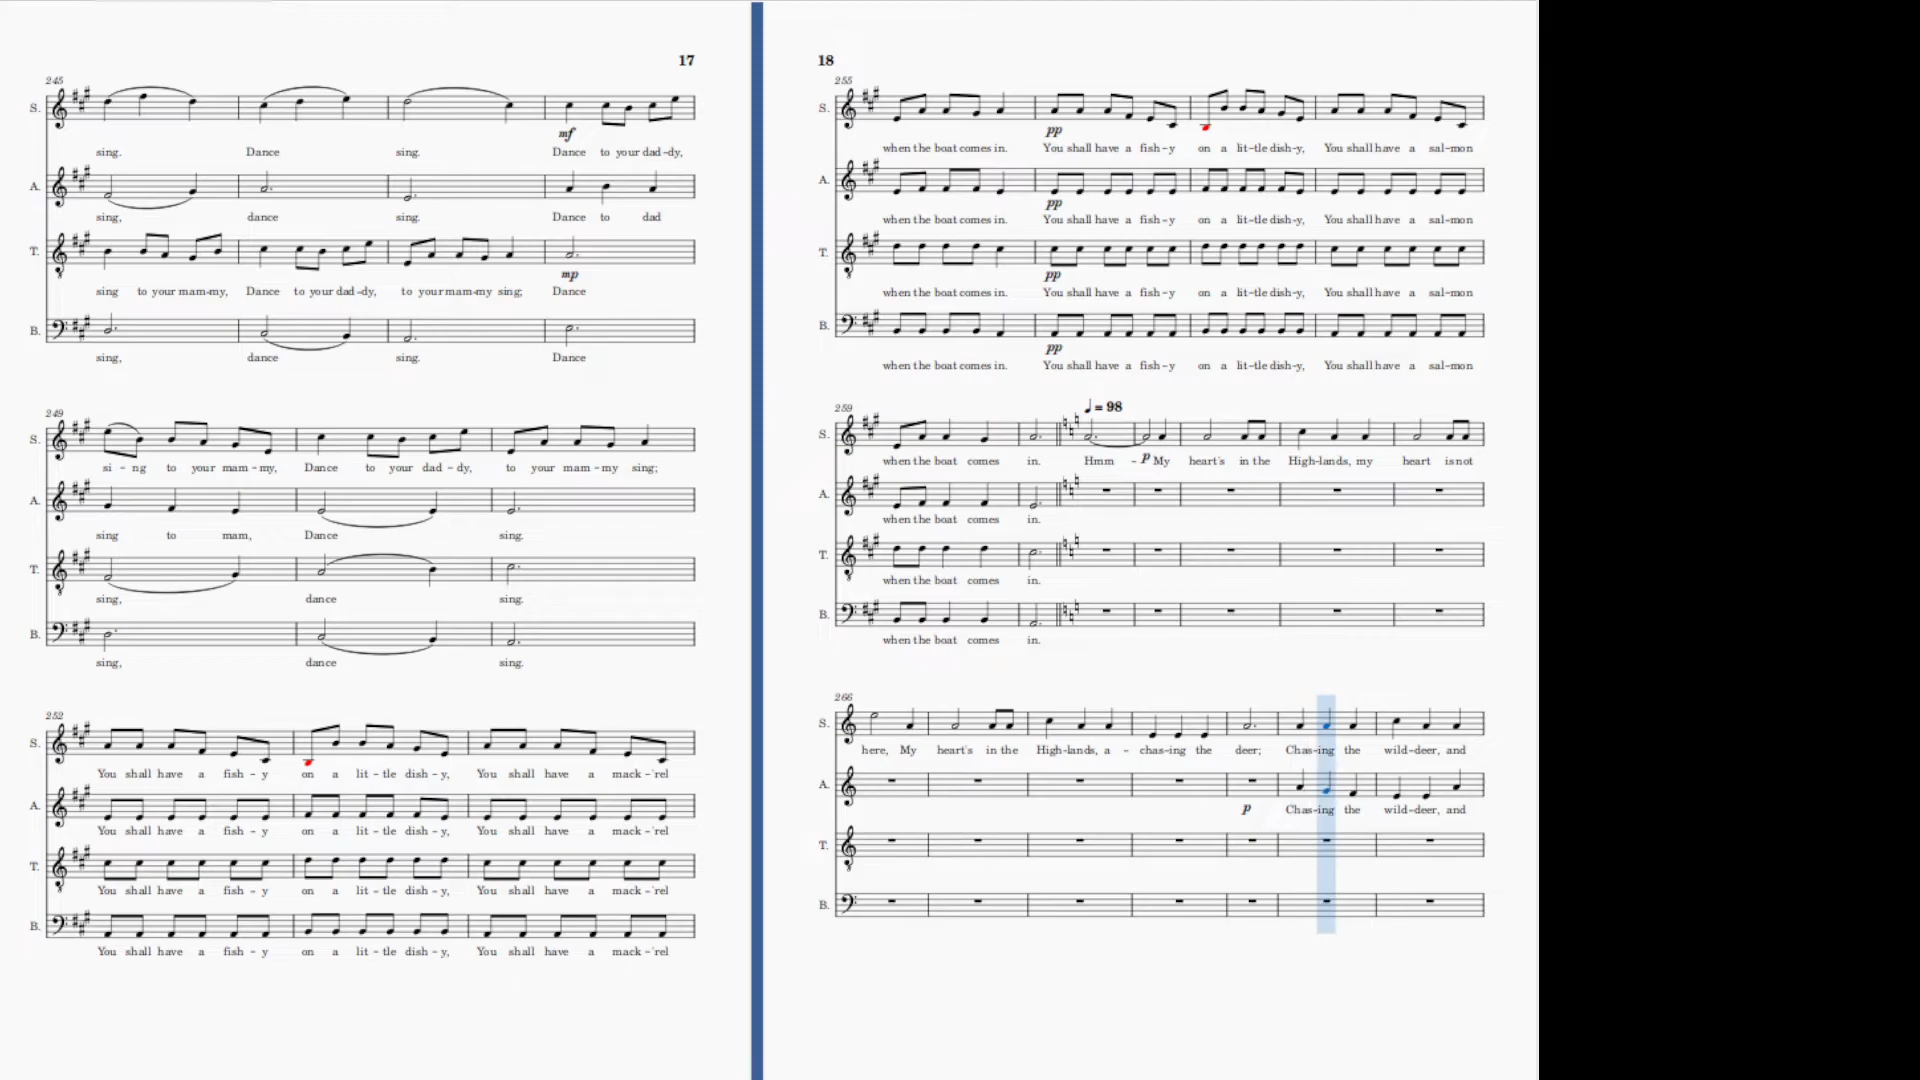 17
245
S.
mf
sing. Dance sing. Dance to your dad-dy,
A.
sing, dance sing. Dance to dad
T.
mp
sing to your mam-my, Dance to your dad-dy, to your mam-my sing; Dance
B.
sing, dance sing. Dance
249
S.
si - ng to your mam-my, Dance to your dad-dy, to your mam-my sing;
A.
sing to mam, Dance sing.
T.
sing, dance sing.
B.
sing, dance sing.
252
S.
You shall have a fish-y on a lit-tle dish-y, You shall have a mack-'rel
A.
You shall have a fish-y on a lit-tle dish-y, You shall have a mack-'rel
T.
You shall have a fish-y on a lit-tle dish-y, You shall have a mack-'rel
B.
You shall have a fish-y on a lit-tle dish-y, You shall have a mack-'rel
18
255
S.
pp
when the boat comes in. You shall have a fish-y on a lit-tle dish-y, You shall have a sal-mon
A.
pp
when the boat comes in. You shall have a fish-y on a lit-tle dish-y, You shall have a sal-mon
T.
pp
when the boat comes in. You shall have a fish-y on a lit-tle dish-y, You shall have a sal-mon
B.
pp
when the boat comes in. You shall have a fish-y on a lit-tle dish-y, You shall have a sal-mon
259
= 98
S.
when the boat comes in. Hmm - p My heart's in the High-lands, my heart is not
A.
when the boat comes in.
T.
when the boat comes in.
B.
when the boat comes in.
266
S.
here, My heart's in the High-lands, a - chas-ing the deer; Chas-ing the wild-deer, and
A.
p Chas-ing the wild-deer, and
T.
B.